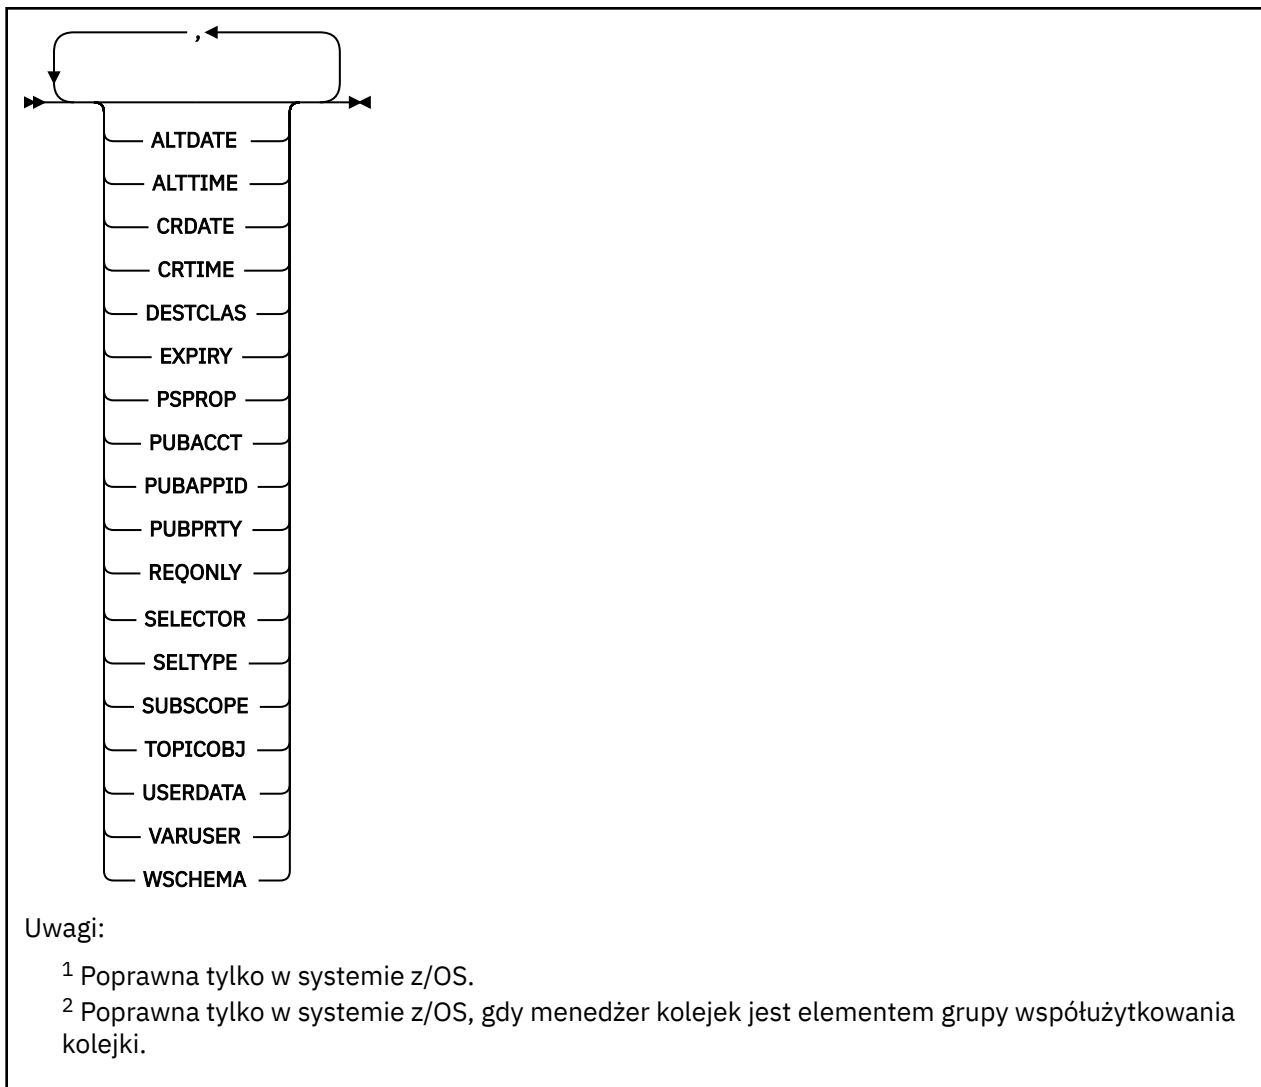 ,
ALTDATE
ALTTIME
CRDATE
CRTIME
DESTCLAS
EXPIRY
PSPROP
PUBACCT
PUBAPPID
PUBPRTY
REQONLY
SELECTOR
SELTYPE
SUBSCOPE
TOPICOBJ
USERDATA
VARUSER
WSCHEMA
Uwagi:
1 Poprawna tylko w systemie z/OS.
2 Poprawna tylko w systemie z/OS, gdy menedżer kolejek jest elementem grupy współużytkowania
kolejki.